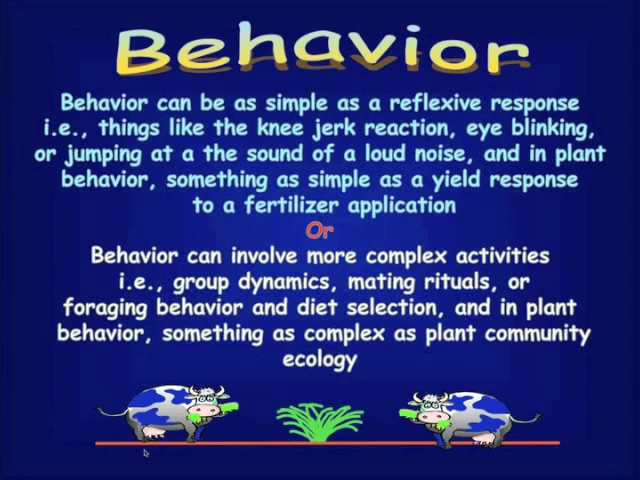 Behavior
Behavior can be as simple as a reflexive response
i.e., things like the knee jerk reaction, eye blinking,
or jumping at a the sound of a loud noise, and in plant
behavior, something as simple as a yield response
to a fertilizer application
Or
Behavior can involve more complex activities
i.e., group dynamics, mating rituals, or
foraging behavior and diet selection, and in plant
behavior, something as complex as plant community
ecology